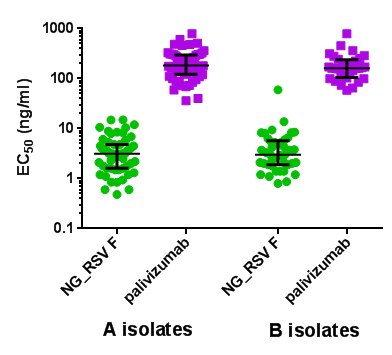 EC50 (ng/ml)
1000
100
10
1
0.1
NG_RSV F
palivizumab
NG_RSV F
palivizumab
A isolates
B isolates